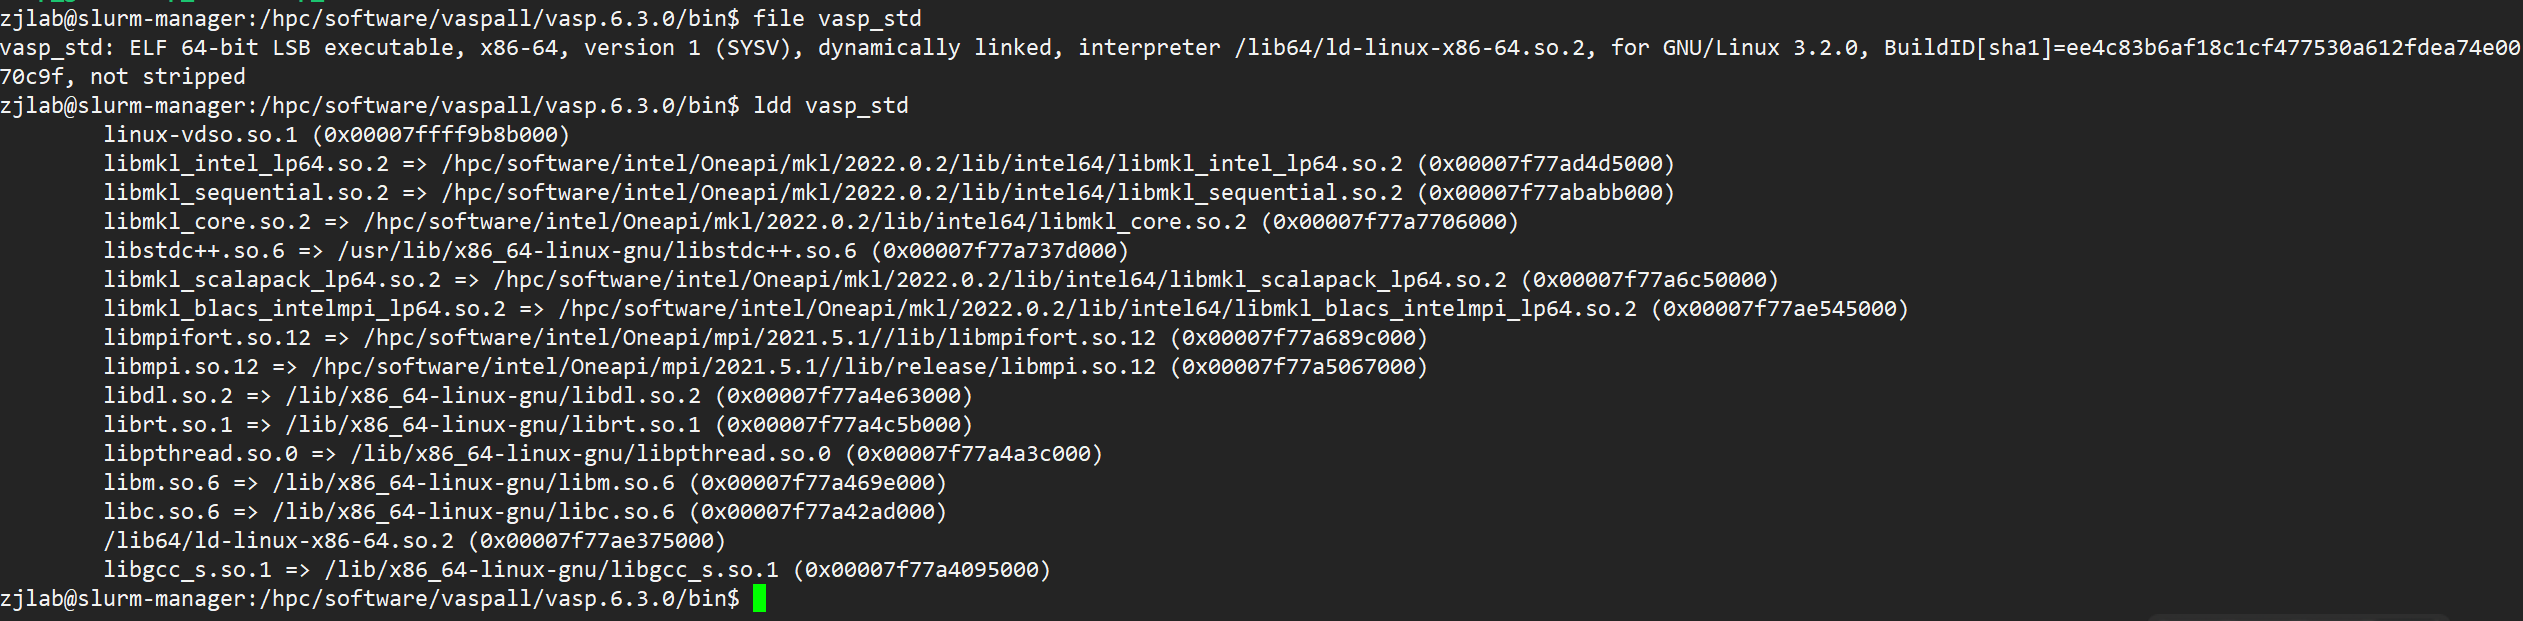 zjlab@slurm-manager:/hpc/software/vaspall/vasp.6.3.0/bin$ file vasp_std
vasp_std: ELF 64-bit LSB executable, x86-64, version 1 (SYSV), dynamically linked, interpreter /lib64/ld-linux-x86-64.so.2, for GNU/Linux 3.2.0, BuildID[sha1]=ee4c83b6af18c1cf477530a612fdea74e00
70c9f, not stripped
zjlab@slurm-manager:/hpc/software/vaspall/vasp.6.3.0/bin$ ldd vasp_std
linux-vdso.so.1 (0x00007ffff9b8b000)
libmkl_intel_lp64.so.2 => /hpc/software/intel/Oneapi/mkl/2022.0.2/lib/intel64/libmkl_intel_lp64.so.2 (0x00007f77ad4d5000)
libmkl_sequential.so.2 => /hpc/software/intel/Oneapi/mkl/2022.0.2/lib/intel64/libmkl_sequential.so.2 (0x00007f77ababb000)
libmkl_core.so.2 => /hpc/software/intel/Oneapi/mkl/2022.0.2/lib/intel64/libmkl_core.so.2 (0x00007f77a7706000)
libstdc++.so.6 => /usr/lib/x86_64-linux-gnu/libstdc++.so.6 (0x00007f77a737d000)
libmkl_scalapack_lp64.so.2 => /hpc/software/intel/Oneapi/mkl/2022.0.2/lib/intel64/libmkl_scalapack_lp64.so.2 (0x00007f77a6c50000)
libmkl_blacs_intelmpi_lp64.so.2 => /hpc/software/intel/Oneapi/mkl/2022.0.2/lib/intel64/libmkl_blacs_intelmpi_lp64.so.2 (0x00007f77ae545000)
libmpifort.so.12 => /hpc/software/intel/Oneapi/mpi/2021.5.1//lib/libmpifort.so.12 (0x00007f77a689c000)
libmpi.so.12 => /hpc/software/intel/Oneapi/mpi/2021.5.1//lib/release/libmpi.so.12 (0x00007f77a5067000)
libdl.so.2 => /lib/x86_64-linux-gnu/libdl.so.2 (0x00007f77a4e63000)
librt.so.1 => /lib/x86_64-linux-gnu/librt.so.1 (0x00007f77a4c5b000)
libpthread.so.0 => /lib/x86_64-linux-gnu/libpthread.so.0 (0x00007f77a4a3c000)
libm.so.6 => /lib/x86_64-linux-gnu/libm.so.6 (0x00007f77a469e000)
libc.so.6 => /lib/x86_64-linux-gnu/libc.so.6 (0x00007f77a42ad000)
/lib64/ld-linux-x86-64.so.2 (0x00007f77ae375000)
libgcc_s.so.1 => /lib/x86_64-linux-gnu/libgcc_s.so.1 (0x00007f77a4095000)
zjlab@slurm-manager:/hpc/software/vaspall/vasp.6.3.0/bin$